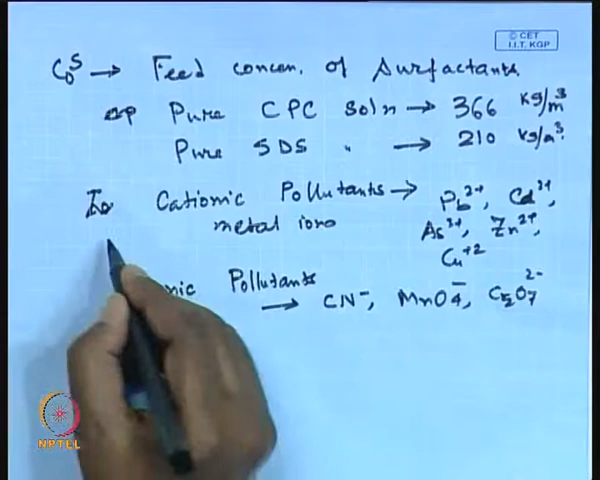 © CET
I.I.T. KGP
C₀ˢ → Feed concen. of Surfactants.
Pure CPC soln → 366 kg/m³
Pure SDS " → 210 kg/m³.
Cationic Pollutants → Pb²⁺, Cd²⁺,
metal ions As³⁺, Zn²⁺,
Cu⁺²
nic Pollutants
→ CN⁻, MnO4⁻, Cr2O7²⁻
NPTEL